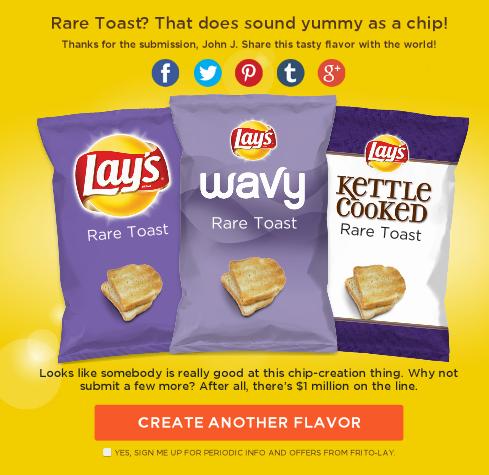 Rare Toast? That does sound yummy as a chip!
Thanks for the submission, John J. Share this tasty flavor with the world!
f
p
t
g+
Lay's
Rare Toast
Lay's
wavy
Rare Toast
Lay's
KETTLE
COOKED
Rare Toast
Looks like somebody is really good at this chip-creation thing. Why not
submit a few more? After all, there's $1 million on the line.
CREATE ANOTHER FLAVOR
YES, SIGN ME UP FOR PERIODIC INFO AND OFFERS FROM FRITO-LAY.